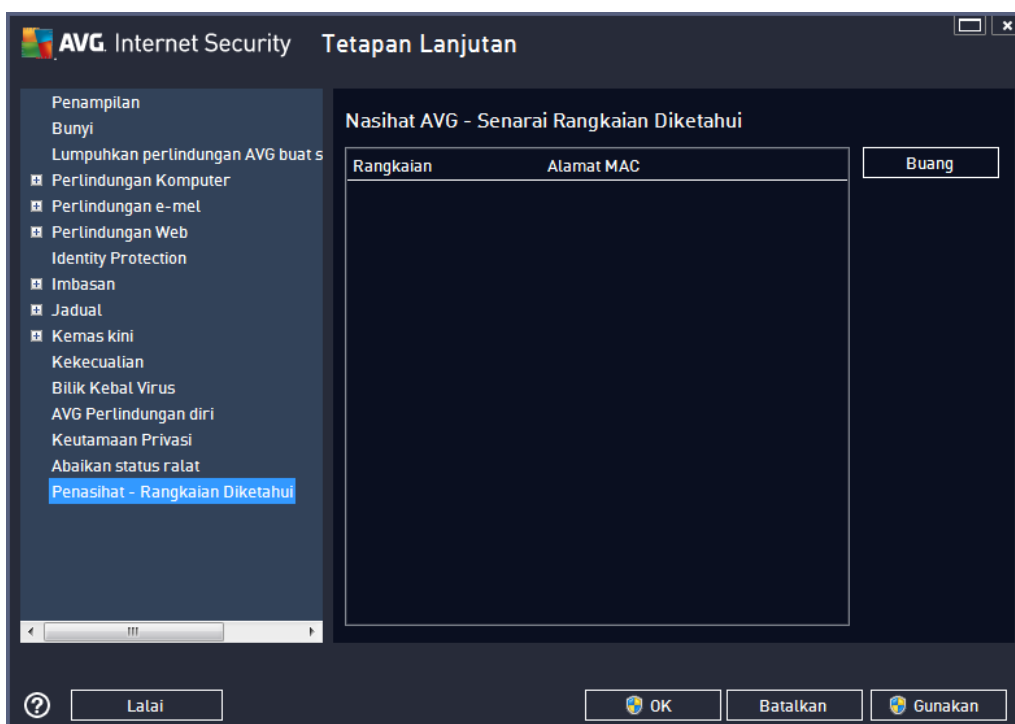 AVG. Internet Security Tetapan Lanjutan
Penampilan
Bunyi
Lumpuhkan perlindungan AVG buat s
Perlindungan Komputer
Perlindungan e-mel
Perlindungan Web
Identity Protection
Imbasan
Jadual
Kemas kini
Kekecualian
Bilik Kebal Virus
AVG Perlindungan diri
Keutamaan Privasi
Abaikan status ralat
Penasihat - Rangkaian Diketahui
Nasihat AVG - Senarai Rangkaian Diketahui
Rangkaian Alamat MAC
Buang
Lalai
OK
Batalkan
Gunakan